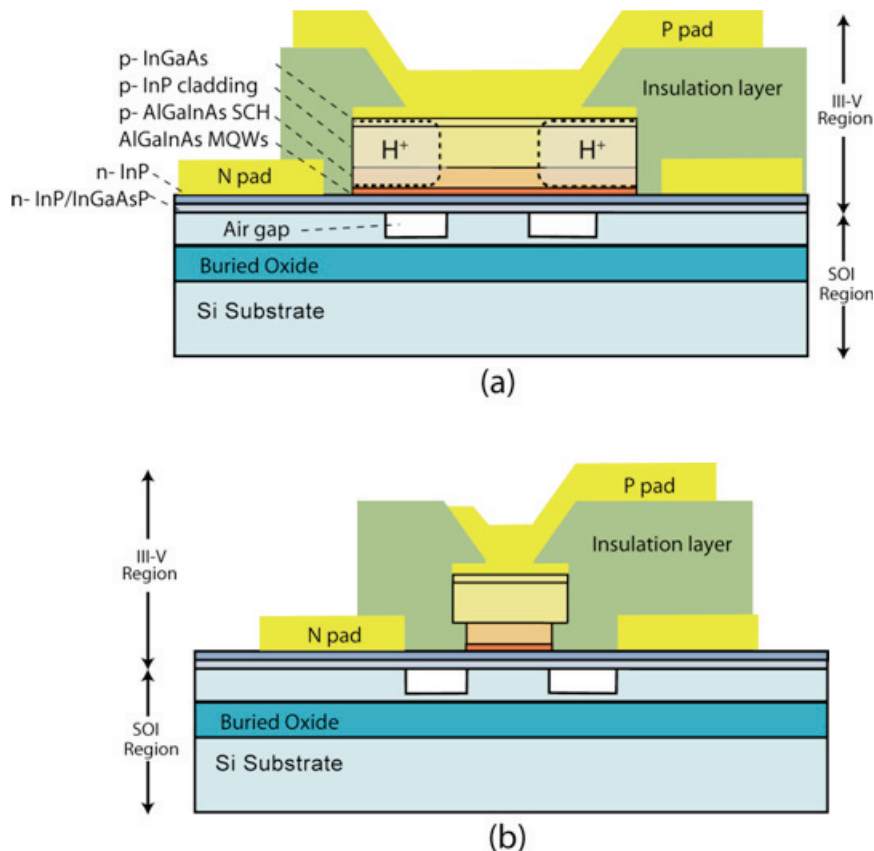 P pad
p- InGaAs
p- InP cladding
p- AlGaInAs SCH
AlGaInAs MQWs
n- InP
n- InP/InGaAsP
N pad
H+
H+
Insulation layer
III-V
Region
Air gap
Buried Oxide
Si Substrate
SOI
Region
(a)
P pad
Insulation layer
III-V
Region
N pad
SOI
Region
Buried Oxide
Si Substrate
(b)